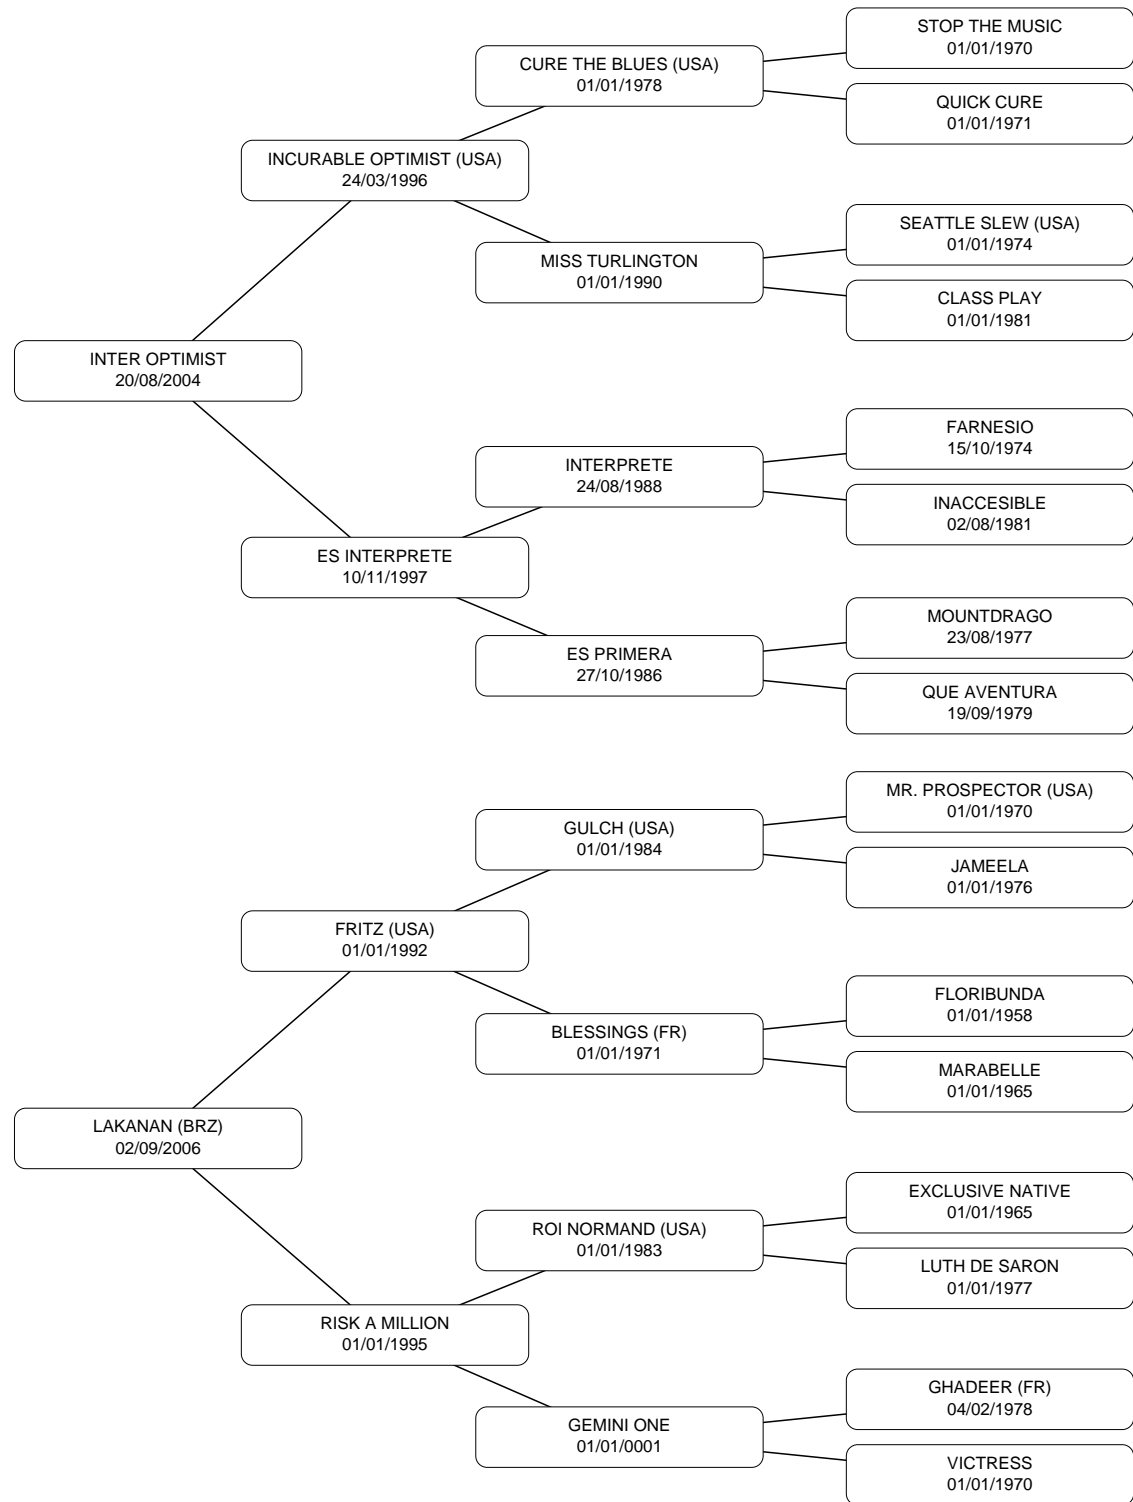 STOP THE MUSIC
01/01/1970
CURE THE BLUES (USA)
01/01/1978
QUICK CURE
01/01/1971
INCURABLE OPTIMIST (USA)
24/03/1996
SEATTLE SLEW (USA)
01/01/1974
MISS TURLINGTON
01/01/1990
CLASS PLAY
01/01/1981
INTER OPTIMIST
20/08/2004
FARNESIO
15/10/1974
INTERPRETE
24/08/1988
INACCESIBLE
02/08/1981
ES INTERPRETE
10/11/1997
MOUNTDRAGO
23/08/1977
ES PRIMERA
27/10/1986
QUE AVENTURA
19/09/1979
MR. PROSPECTOR (USA)
01/01/1970
GULCH (USA)
01/01/1984
JAMEELA
01/01/1976
FRITZ (USA)
01/01/1992
FLORIBUNDA
01/01/1958
BLESSINGS (FR)
01/01/1971
MARABELLE
01/01/1965
LAKANAN (BRZ)
02/09/2006
EXCLUSIVE NATIVE
01/01/1965
ROI NORMAND (USA)
01/01/1983
LUTH DE SARON
01/01/1977
RISK A MILLION
01/01/1995
GHADEER (FR)
04/02/1978
GEMINI ONE
01/01/0001
VICTRESS
01/01/1970